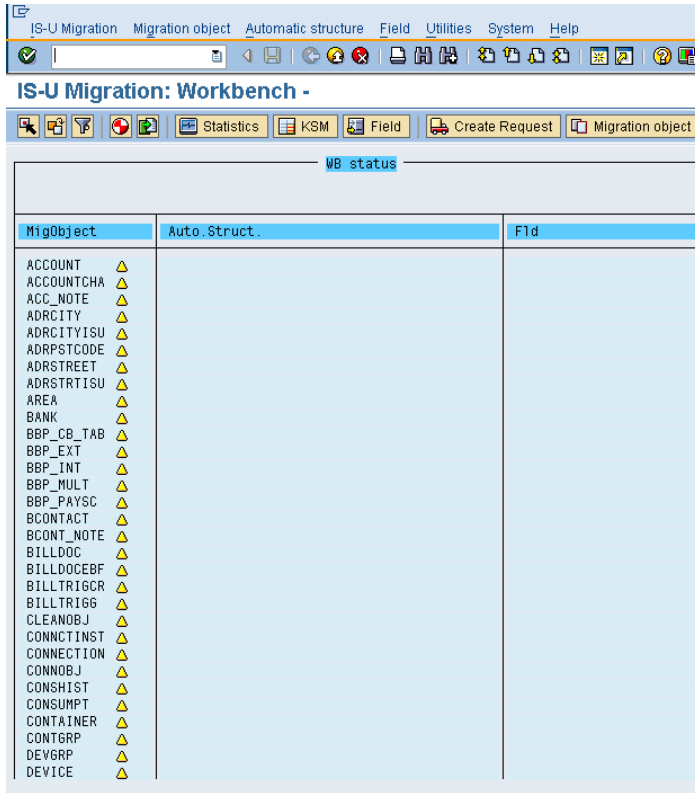 IS-U Migration Migration object Automatic structure Field Utilities System Help
IS-U Migration: Workbench -
Statistics KSM Field Create Request Migration object
WB status
MigObject Auto.Struct. Fld
ACCOUNT
ACCOUNTCHA
ACC_NOTE
ADRCITY
ADRCITYISU
ADRPSTCODE
ADRSTREET
ADRSTRTISU
AREA
BANK
BBP_CB_TAB
BBP_EXT
BBP_INT
BBP_MULT
BBP_PAYSC
BCONTACT
BCONT_NOTE
BILLDOC
BILLDOCEBF
BILLTRIGCR
BILLTRIGG
CLEANOBJ
CONNCTINST
CONNECTION
CONNOBJ
CONSHIST
CONSUMPT
CONTAINER
CONTGRP
DEVGRP
DEVICE